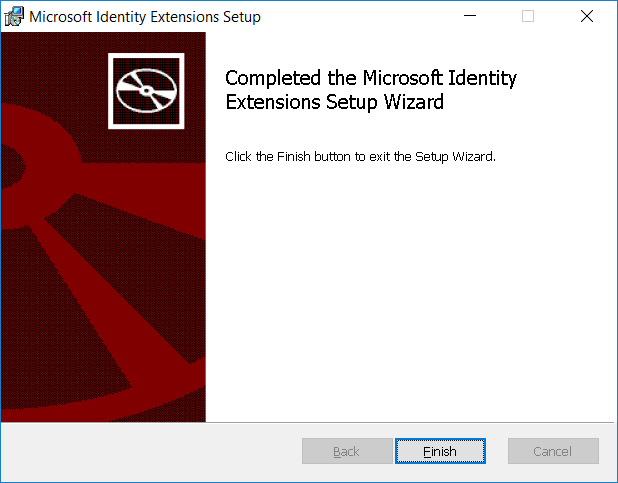 Microsoft Identity Extensions Setup
Completed the Microsoft Identity
Extensions Setup Wizard
Click the Finish button to exit the Setup Wizard.
Back
Finish
Cancel